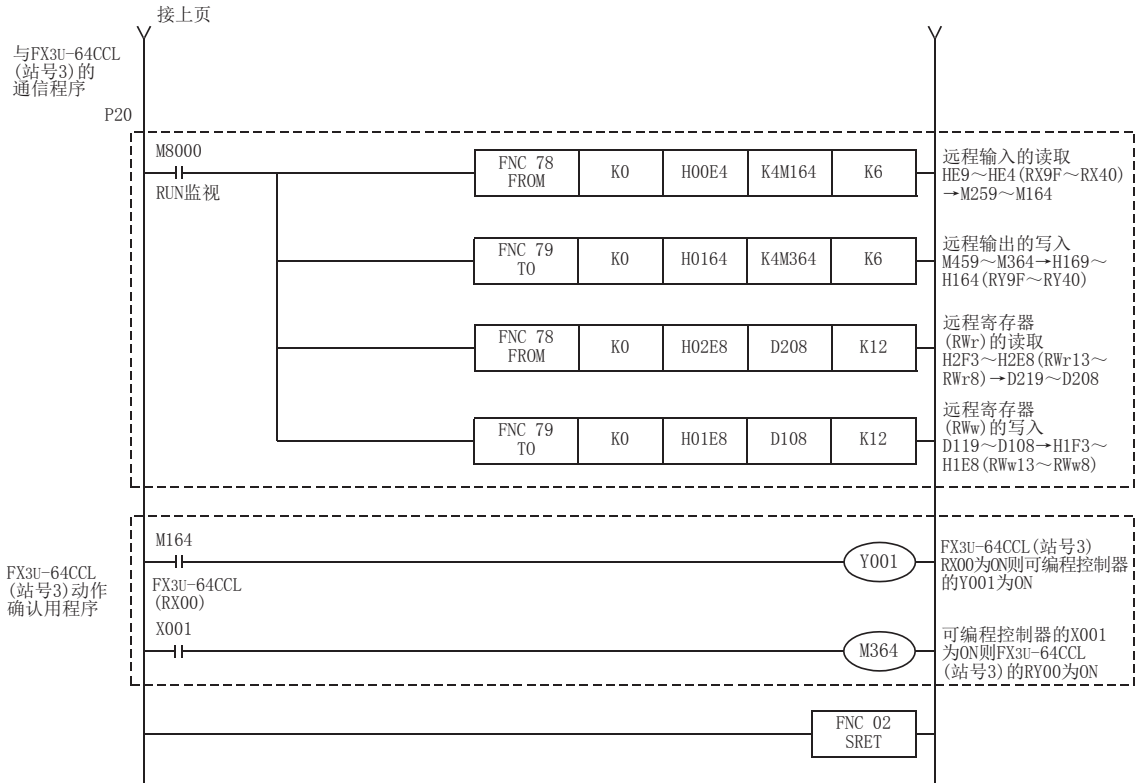 接上页
与FX3U-64CCL
(站号3)的
通信程序
P20
M8000
RUN监视
FNC 78
FROM
K0
H00E4
K4M164
K6
远程输入的读取
HE9～HE4(RX9F～RX40)
→M259～M164
FNC 79
TO
K0
H0164
K4M364
K6
远程输出的写入
M459～M364→H169～
H164(RY9F～RY40)
FNC 78
FROM
K0
H02E8
D208
K12
远程寄存器
(RWr)的读取
H2F3～H2E8(RWr13～
RWr8)→D219～D208
FNC 79
TO
K0
H01E8
D108
K12
远程寄存器
(RWw)的写入
D119～D108→H1F3～
H1E8(RWw13～RWw8)
FX3U-64CCL
(站号3)动作
确认用程序
M164
FX3U-64CCL
(RX00)
Y001
FX3U-64CCL(站号3)
RX00为ON则可编程控制器
的Y001为ON
X001
M364
可编程控制器的X001
为ON则FX3U-64CCL
(站号3)的RY00为ON
FNC 02
SRET